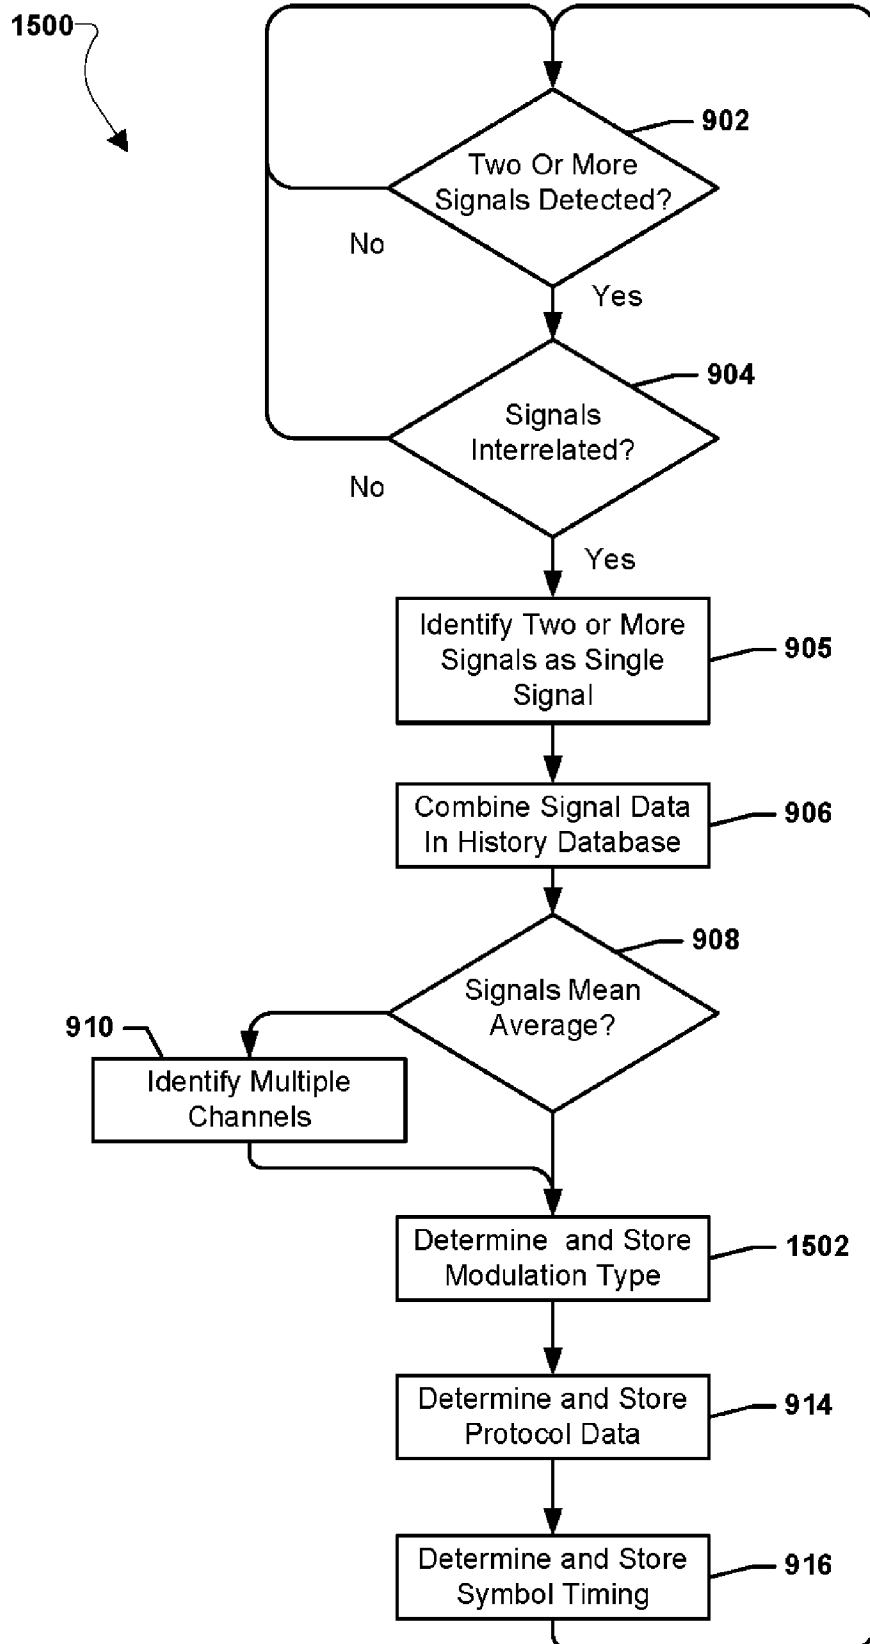 1500
902
Two Or More
Signals Detected?
No
Yes
904
Signals
Interrelated?
No
Yes
Identify Two or More
Signals as Single
Signal
905
Combine Signal Data
In History Database
906
908
Signals Mean
Average?
910
Identify Multiple
Channels
Determine and Store
Modulation Type
1502
Determine and Store
Protocol Data
914
Determine and Store
Symbol Timing
916